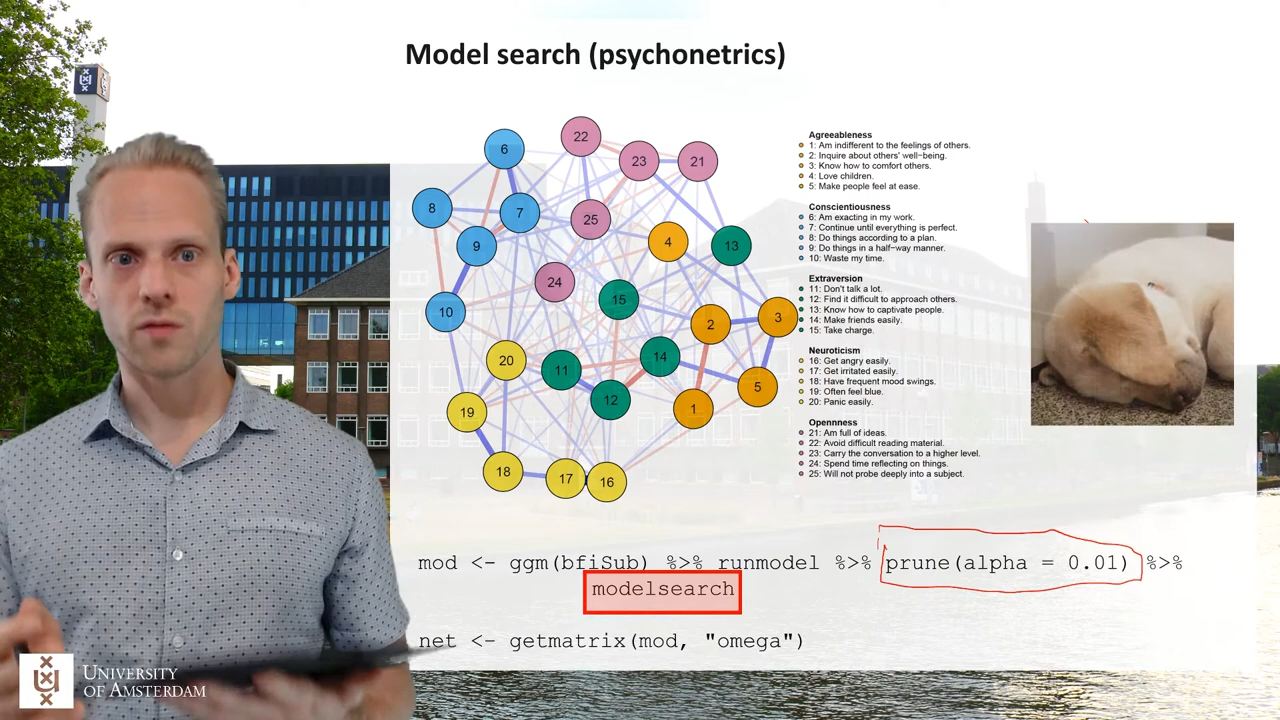 Model search (psychonetrics)
6
22
23
21
8
7
25
9
4
13
24
15
10
2
3
20
11
14
5
19
12
1
18
17
16
Agreeableness
1: Am indifferent to the feelings of others.
2: Inquire about others' well-being.
3: Know how to comfort others.
4: Love children.
5: Make people feel at ease.
Conscientiousness
6: Am exacting in my work.
7: Continue until everything is perfect.
8: Do things according to a plan.
9: Do things in a half-way manner.
10: Waste my time.
Extraversion
11: Don't talk a lot.
12: Find it difficult to approach others.
13: Know how to captivate people.
14: Make friends easily.
15: Take charge.
Neuroticism
16: Get angry easily.
17: Get irritated easily.
18: Have frequent mood swings.
19: Often feel blue.
20: Panic easily.
Opennness
21: Am full of ideas.
22: Avoid difficult reading material.
23: Carry the conversation to a higher level.
24: Spend time reflecting on things.
25: Will not probe deeply into a subject.
mod <- ggm(bfiSub) %>% runmodel %>% prune(alpha = 0.01) %>%
modelsearch
net <- getmatrix(mod, "omega")
UNIVERSITY
OF AMSTERDAM